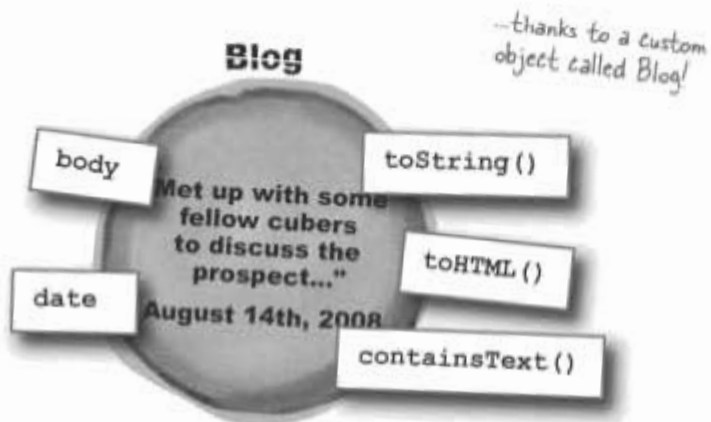 ...thanks to a custom
object called Blog!
Blog
body
toString()
"Met up with some
fellow cubers
to discuss the
prospect..."
toHTML()
date
August 14th, 2008
containsText()